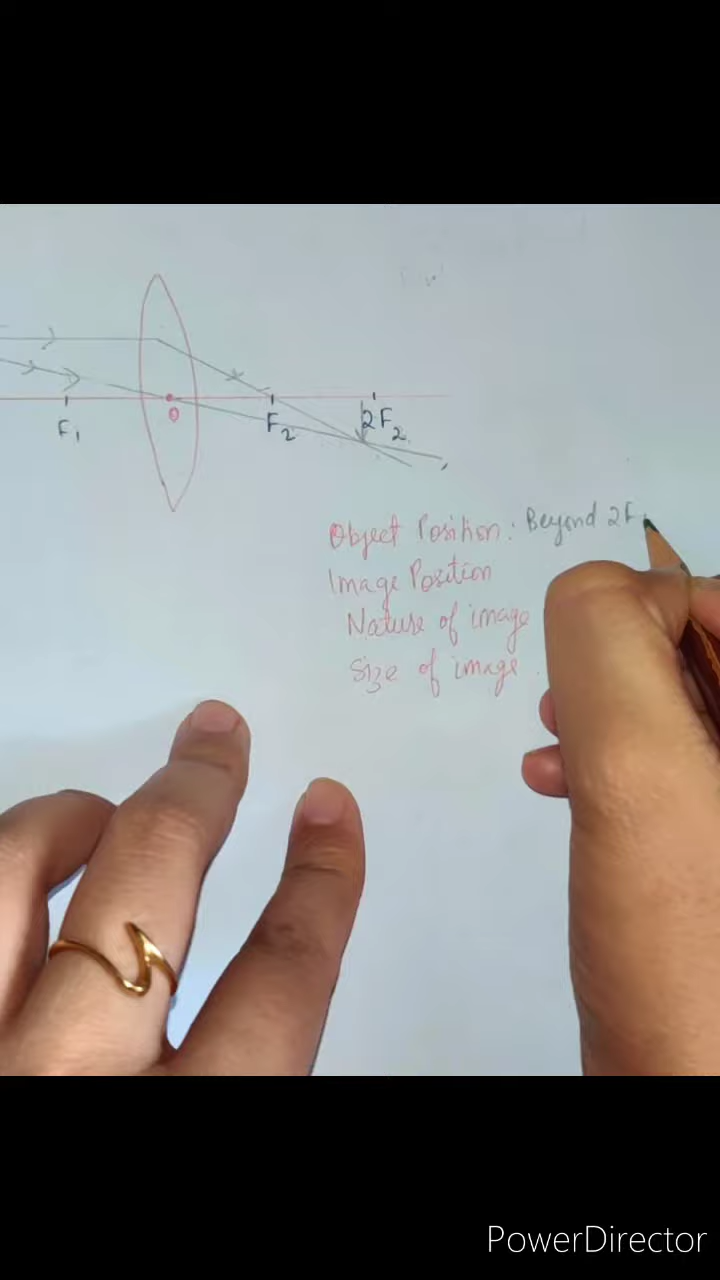 F1
O
F2
2F2
Object Position: Beyond 2F
Image Position
Nature of image
Size of image
PowerDirector